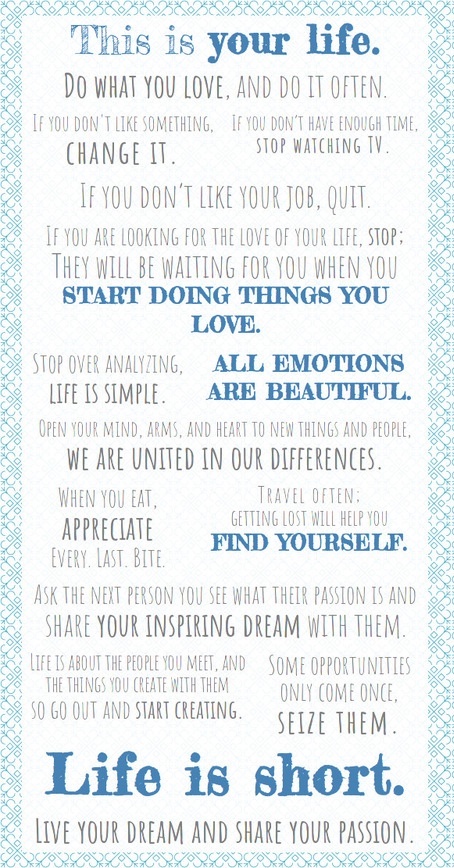 This is your life.
Do what you love, and do it often.
If you don't like something,
change it.
If you don't have enough time,
stop watching TV.
If you don't like your job, quit.
If you are looking for the love of your life, stop;
They will be waiting for you when you
START DOING THINGS YOU
LOVE.
Stop over analyzing,
life is simple.
ALL EMOTIONS
ARE BEAUTIFUL.
Open your mind, arms, and heart to new things and people,
we are united in our differences.
When you eat,
appreciate
Every. Last. Bite.
Travel often;
getting lost will help you
FIND YOURSELF.
Ask the next person you see what their passion is and
share your inspiring dream with them.
Life is about the people you meet, and
the things you create with them
so go out and start creating.
Some opportunities
only come once,
seize them.
Life is short.
Live your dream and share your passion.